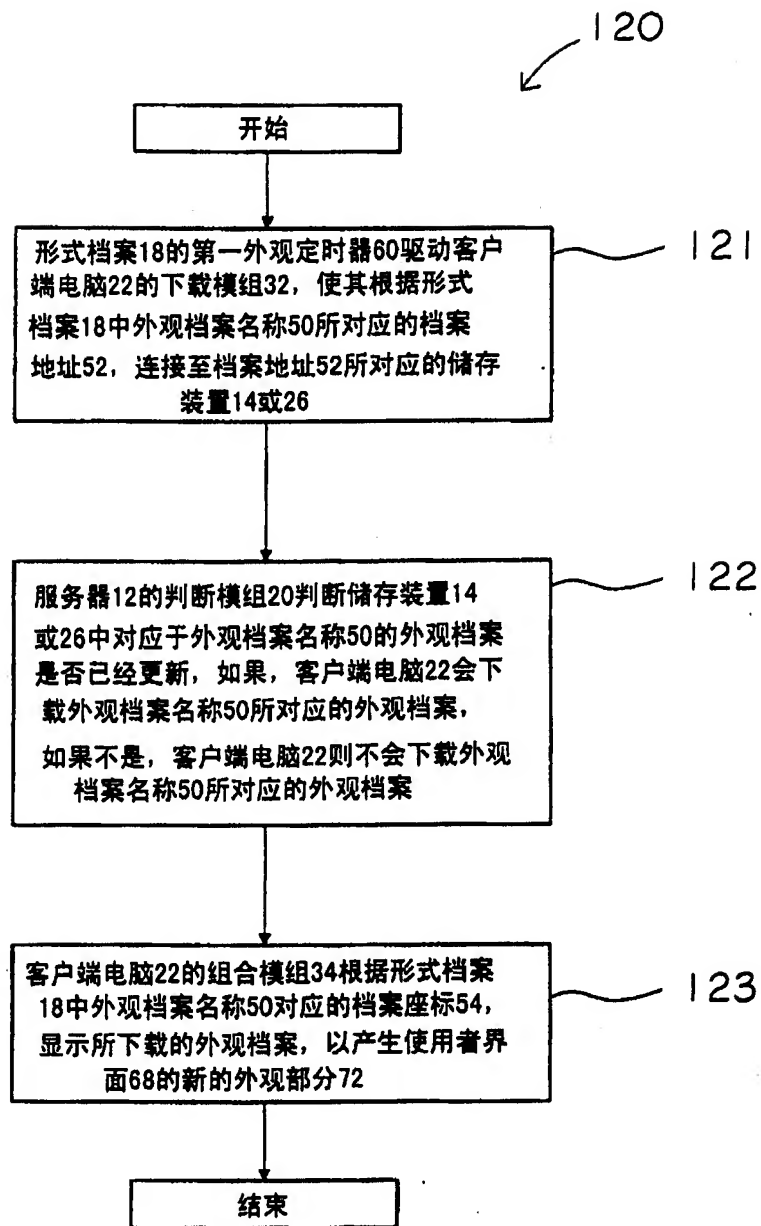 120
开始
形式档案18的第一外观定时器60驱动客户
端电脑22的下载模组32，使其根据形式
档案18中外观档案名称50所对应的档案
地址52，连接至档案地址52所对应的储存
装置14或26
121
服务器12的判断模组20判断储存装置14
或26中对应于外观档案名称50的外观档案
是否已经更新，如果，客户端电脑22会下
载外观档案名称50所对应的外观档案，
如果不是，客户端电脑22则不会下载外观
档案名称50所对应的外观档案
122
客户端电脑22的组合模组34根据形式档案
18中外观档案名称50对应的档案座标54，
显示所下载的外观档案，以产生使用者界
面68的新的外观部分72
123
结束